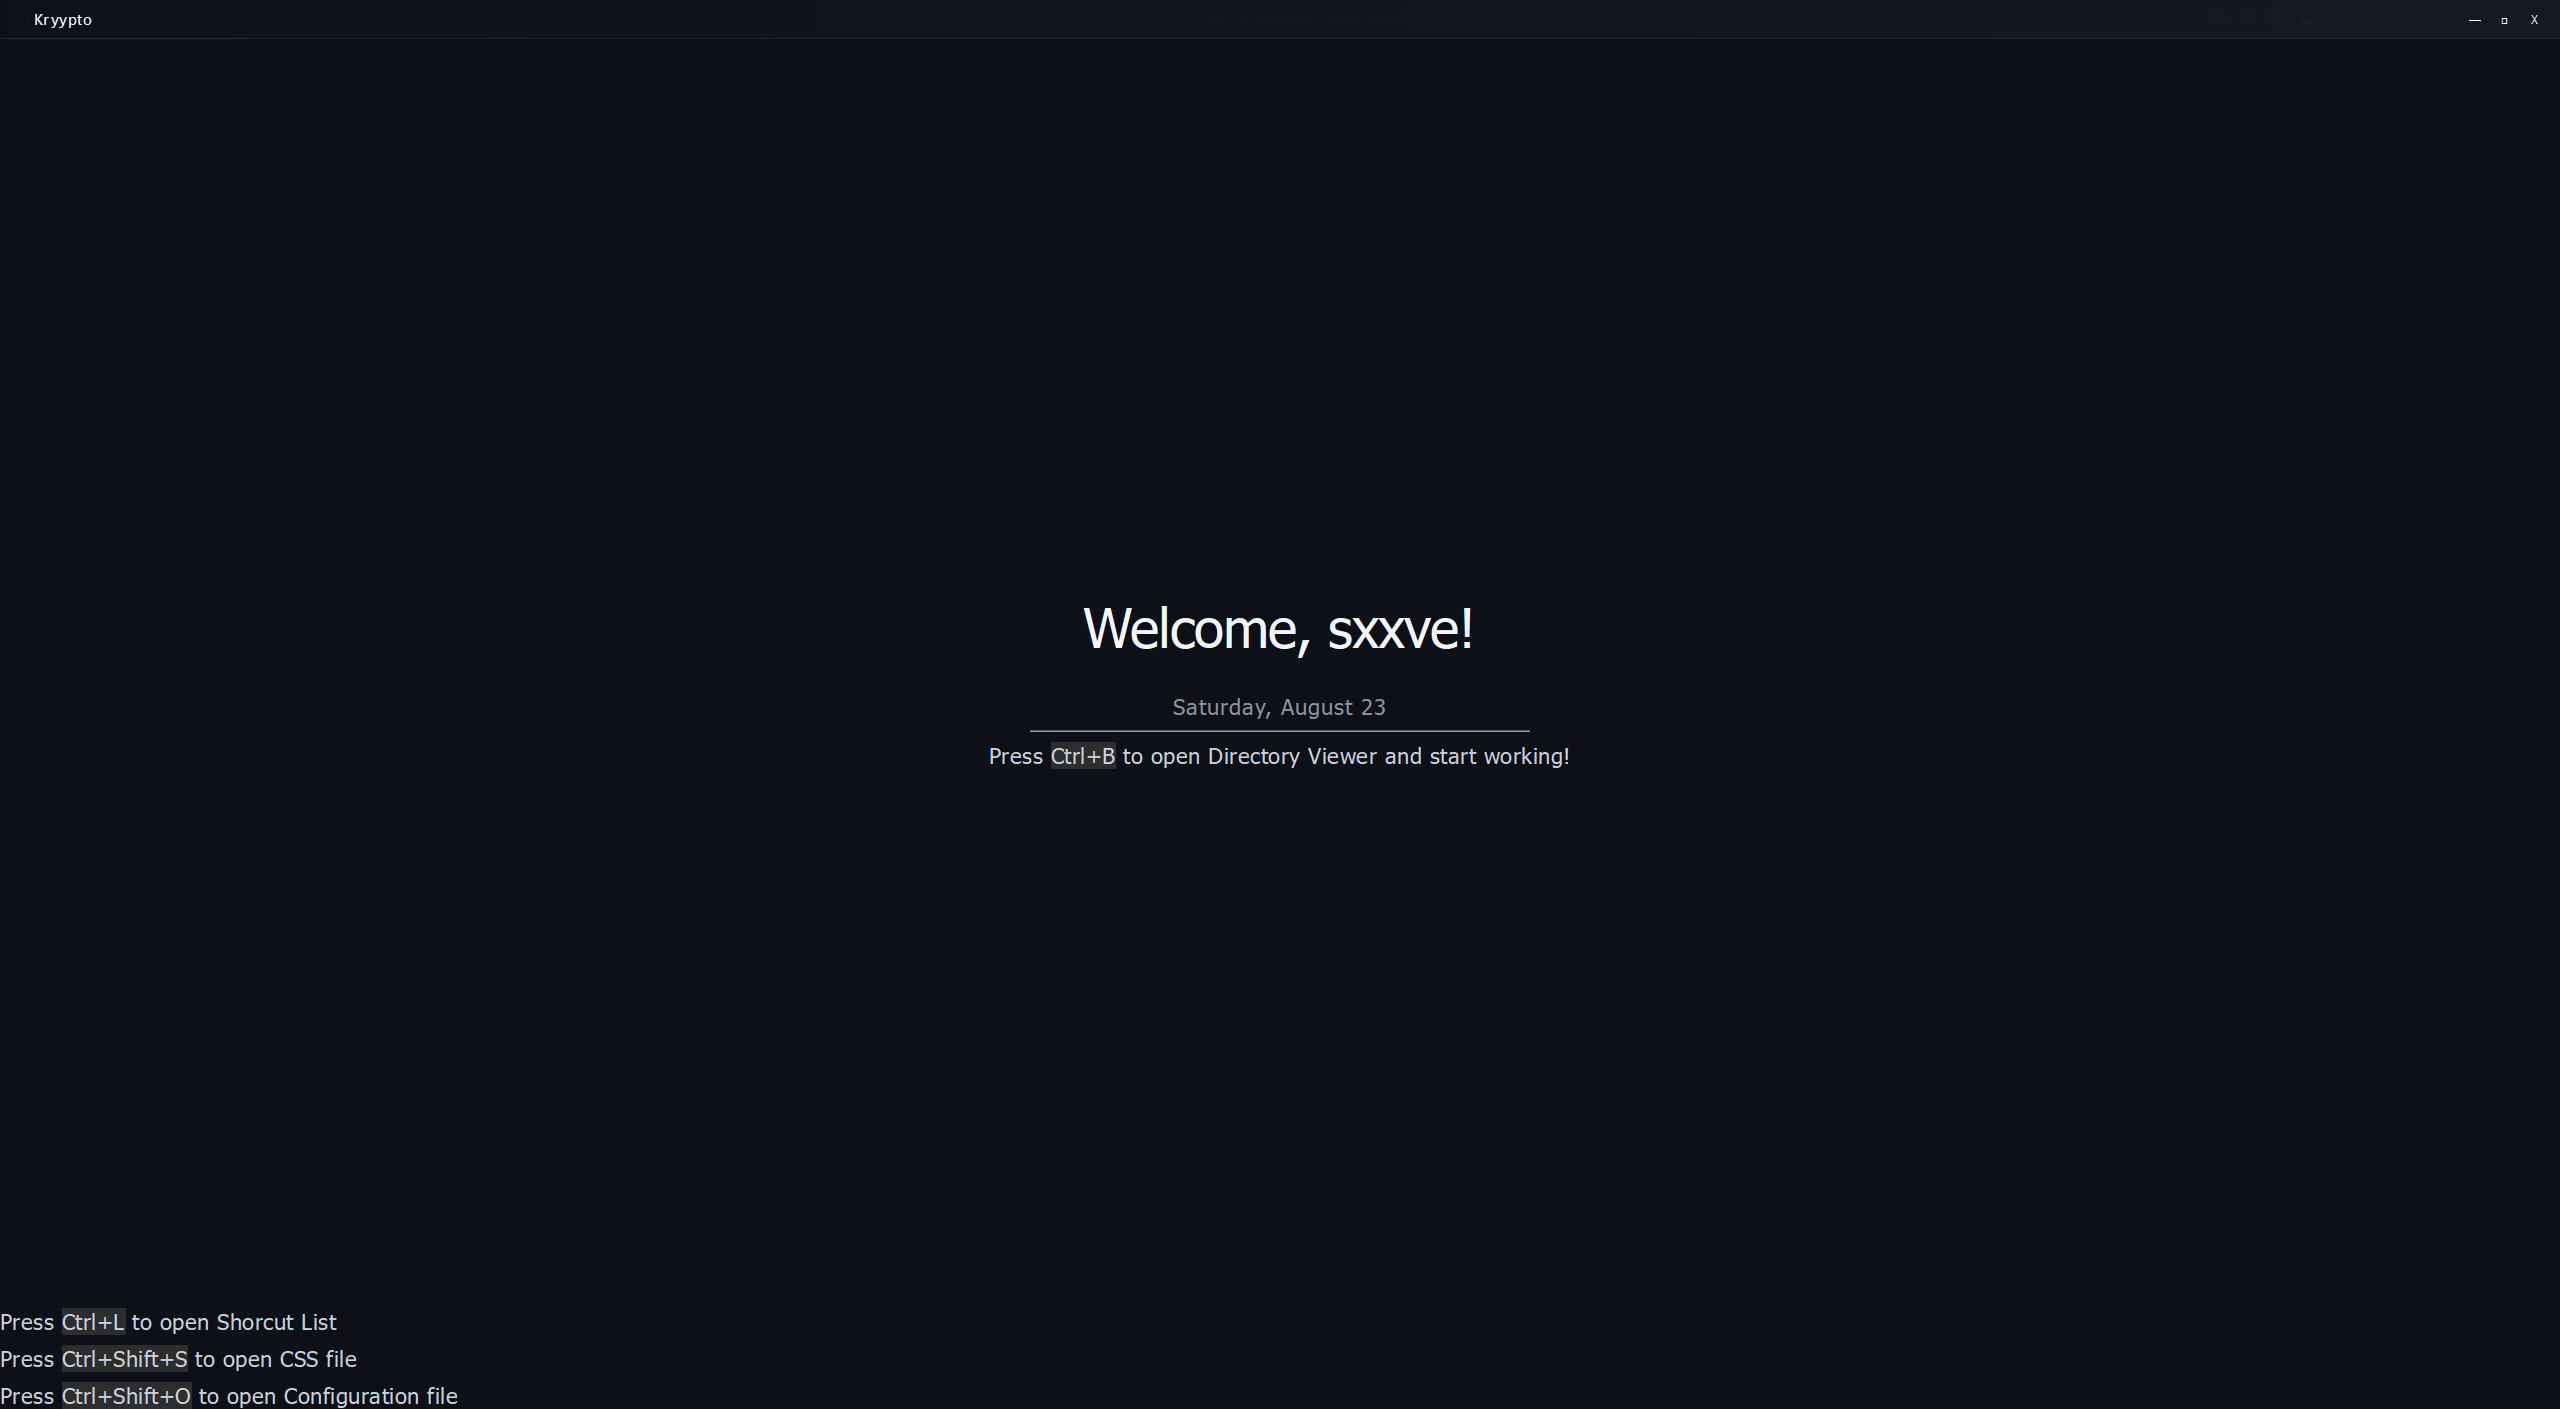 Kryypto
— ▫ X
Welcome, sxxve!
Saturday, August 23
Press Ctrl+B to open Directory Viewer and start working!
Press Ctrl+L to open Shorcut List
Press Ctrl+Shift+S to open CSS file
Press Ctrl+Shift+O to open Configuration file